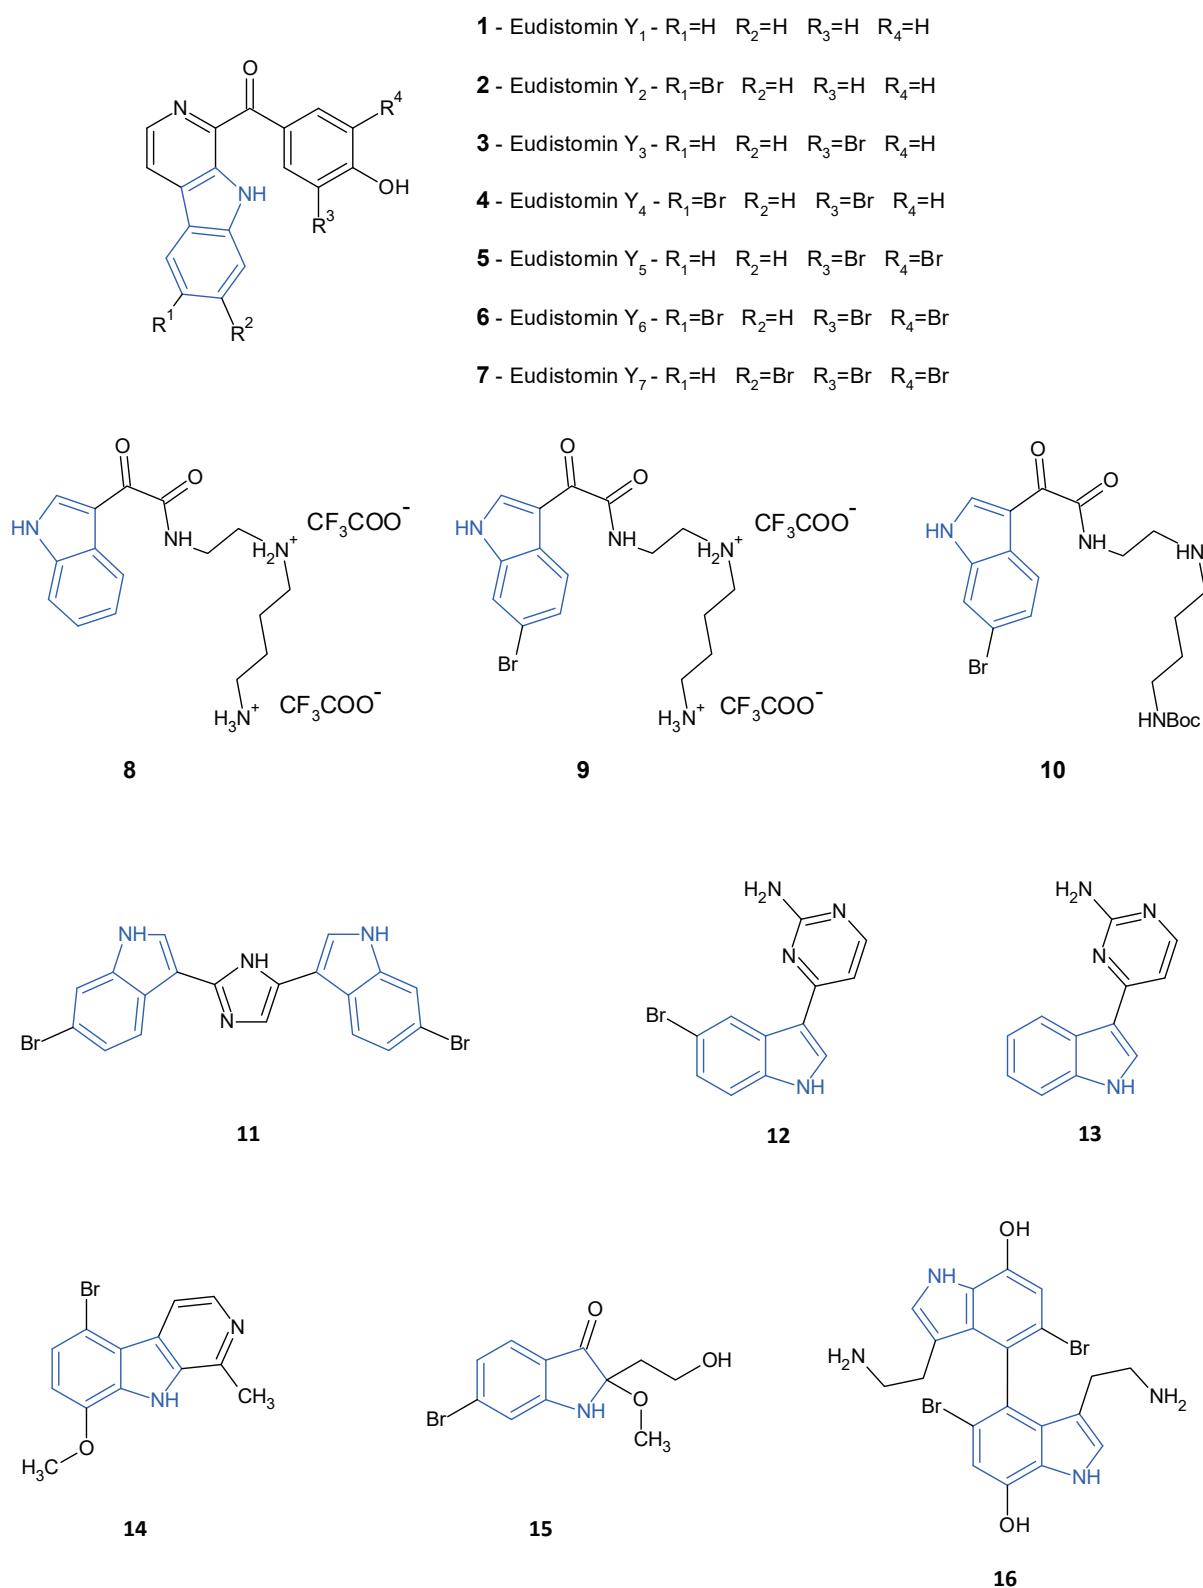 1 - Eudistomin Y₁ - R₁=H R₂=H R₃=H R₄=H
2 - Eudistomin Y₂ - R₁=Br R₂=H R₃=H R₄=H
3 - Eudistomin Y₃ - R₁=H R₂=H R₃=Br R₄=H
4 - Eudistomin Y₄ - R₁=Br R₂=H R₃=Br R₄=H
5 - Eudistomin Y₅ - R₁=H R₂=H R₃=Br R₄=Br
6 - Eudistomin Y₆ - R₁=Br R₂=H R₃=Br R₄=Br
7 - Eudistomin Y₇ - R₁=H R₂=Br R₃=Br R₄=Br
O
N
R⁴
NH
OH
R³
R¹
R²
O
O
HN
NH
H₂N⁺
CF₃COO⁻
H₃N⁺
CF₃COO⁻
8
O
O
HN
NH
H₂N⁺
CF₃COO⁻
Br
H₃N⁺
CF₃COO⁻
9
O
O
HN
NH
HN
Br
HNBoc
10
NH
NH
NH
N
Br
Br
11
H₂N
N
N
Br
NH
12
H₂N
N
N
NH
13
Br
N
NH
CH₃
O
H₃C
14
O
OH
Br
NH
O
CH₃
15
OH
NH
Br
H₂N
NH₂
Br
NH
OH
16